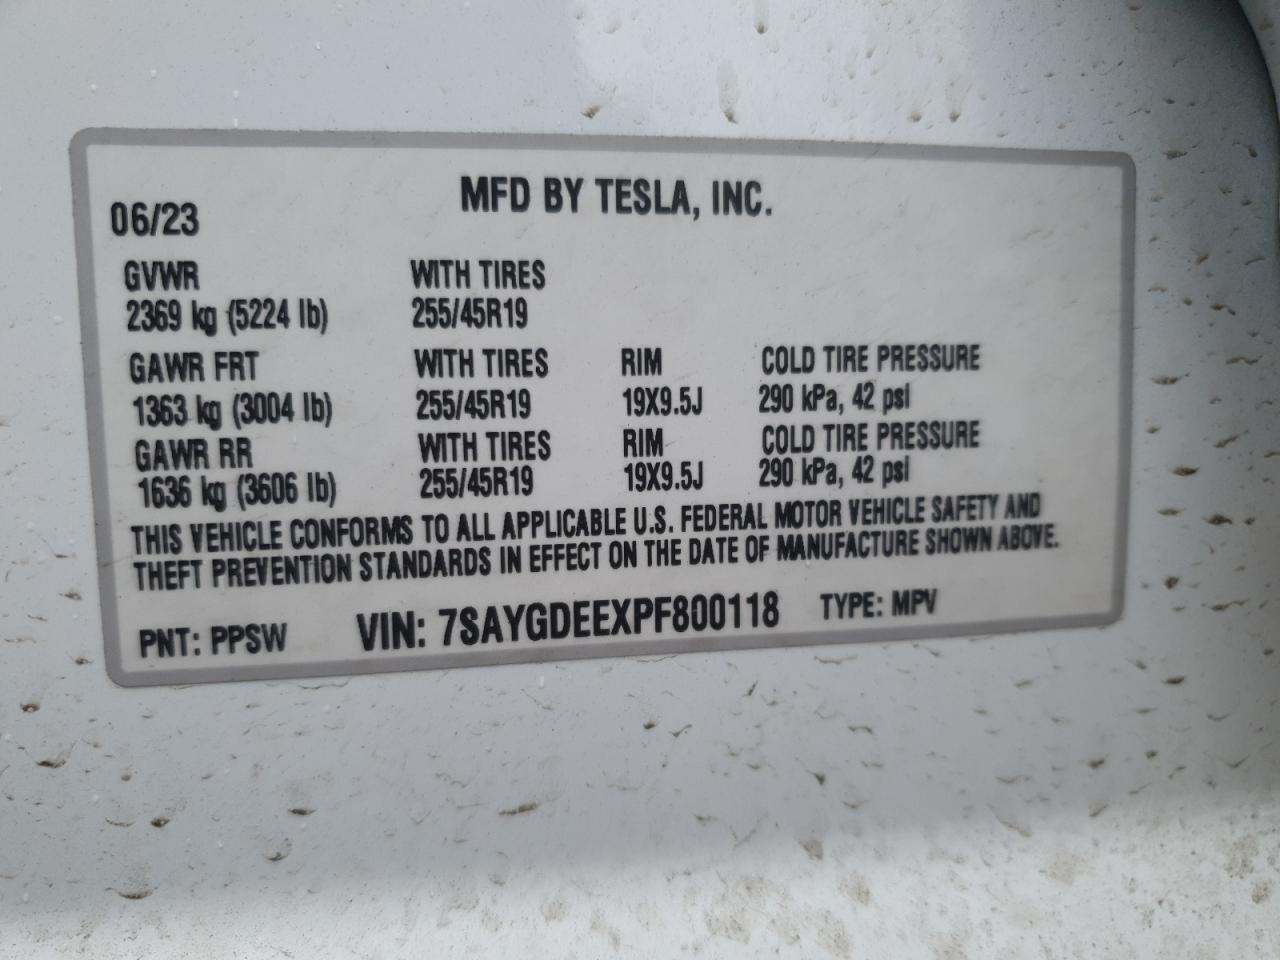 MFD BY TESLA, INC.
06/23
GVWR WITH TIRES
2369 kg (5224 lb) 255/45R19
GAWR FRT WITH TIRES RIM COLD TIRE PRESSURE
1363 kg (3004 lb) 255/45R19 19X9.5J 290 kPa, 42 psi
GAWR RR WITH TIRES RIM COLD TIRE PRESSURE
1636 kg (3606 lb) 255/45R19 19X9.5J 290 kPa, 42 psi
THIS VEHICLE CONFORMS TO ALL APPLICABLE U.S. FEDERAL MOTOR VEHICLE SAFETY AND
THEFT PREVENTION STANDARDS IN EFFECT ON THE DATE OF MANUFACTURE SHOWN ABOVE.
PNT: PPSW VIN: 7SAYGDEEXPF800118 TYPE: MPV